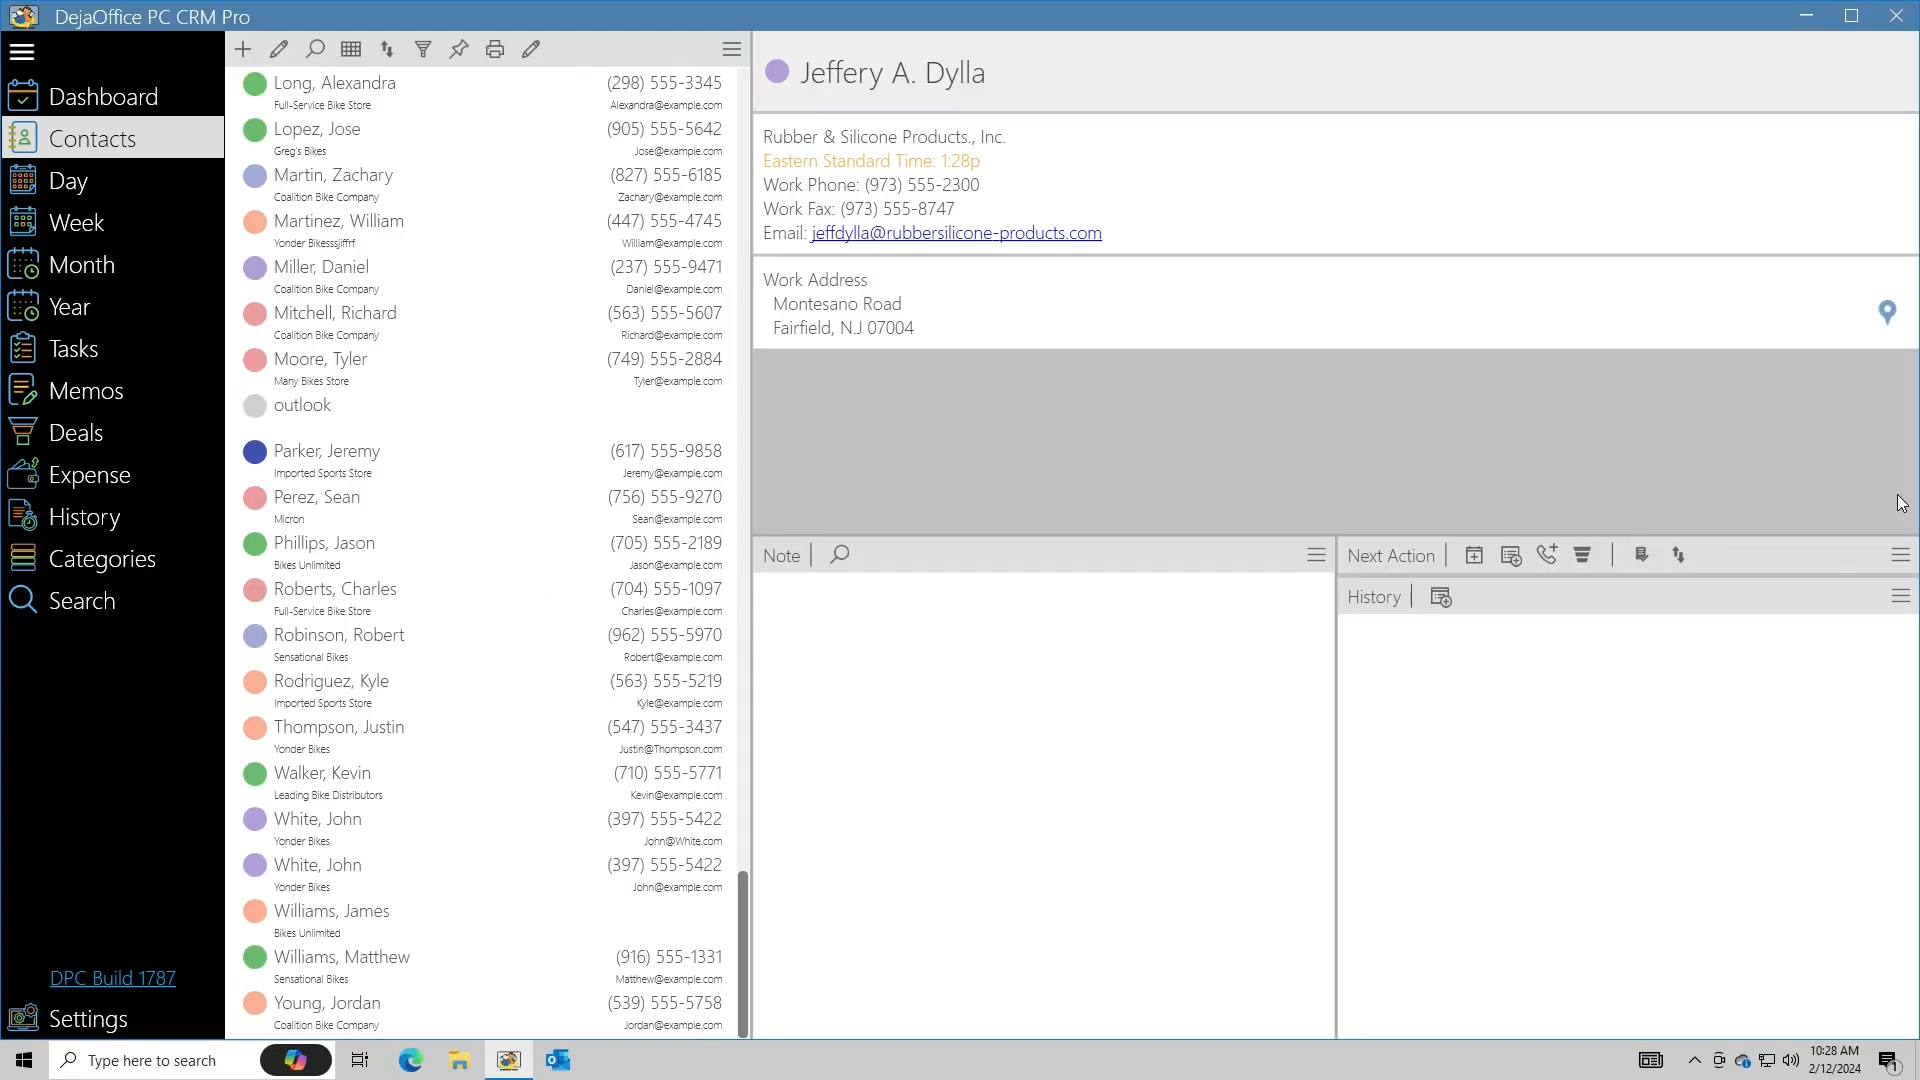 DejaOffice PC CRM Pro
Dashboard
Contacts
Day
Week
Month
Year
Tasks
Memos
Deals
Expense
History
Categories
Search
DPC Build 1787
Settings
Long, Alexandra (298) 555-3345
Full-Service Bike Store Alexandra@example.com
Lopez, Jose (905) 555-5642
Greg's Bikes Jose@example.com
Martin, Zachary (827) 555-6185
Coalition Bike Company Zachary@example.com
Martinez, William (447) 555-4745
Yonder Bikesssjiffrf William@example.com
Miller, Daniel (237) 555-9471
Coalition Bike Company Daniel@example.com
Mitchell, Richard (563) 555-5607
Coalition Bike Company Richard@example.com
Moore, Tyler (749) 555-2884
Many Bikes Store Tyler@example.com
outlook
Parker, Jeremy (617) 555-9858
Imported Sports Store Jeremy@example.com
Perez, Sean (756) 555-9270
Micron Sean@example.com
Phillips, Jason (705) 555-2189
Bikes Unlimited Jason@example.com
Roberts, Charles (704) 555-1097
Full-Service Bike Store Charles@example.com
Robinson, Robert (962) 555-5970
Sensational Bikes Robert@example.com
Rodriguez, Kyle (563) 555-5219
Imported Sports Store Kyle@example.com
Thompson, Justin (547) 555-3437
Yonder Bikes Justin@Thompson.com
Walker, Kevin (710) 555-5771
Leading Bike Distributors Kevin@example.com
White, John (397) 555-5422
Yonder Bikes John@White.com
White, John (397) 555-5422
Yonder Bikes John@example.com
Williams, James
Bikes Unlimited
Williams, Matthew (916) 555-1331
Sensational Bikes Matthew@example.com
Young, Jordan (539) 555-5758
Coalition Bike Company Jordan@example.com
Jeffery A. Dylla
Rubber & Silicone Products., Inc.
Eastern Standard Time: 1:28p
Work Phone: (973) 555-2300
Work Fax: (973) 555-8747
Email: jeffdylla@rubbersilicone-products.com
Work Address
Montesano Road
Fairfield, N.J 07004
Note
Next Action
History
Type here to search
10:28 AM
2/12/2024
1